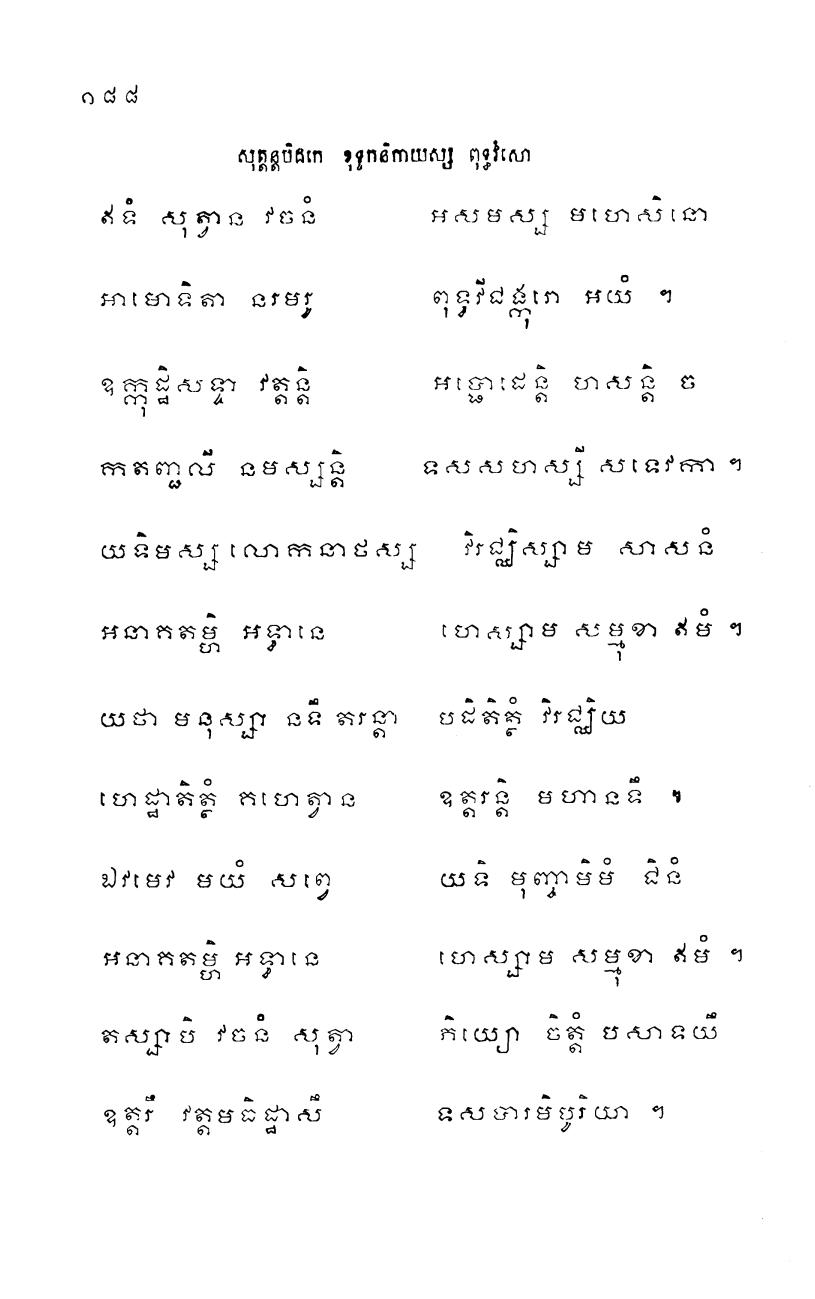 ១៨៨
សុត្តន្តបិដកេ ខុទ្ទកនិកាយស្ស ពុទ្ធវំសោ
ឥទំ សុត្វាន វចនំ អសមស្ស មហេសិនោ
អាមោទិតា នរមរូ ពុទ្ធវីជង្កុរោ អយំ ។
ឧក្កុដ្ឋិសទ្ទា វត្តន្តិ អប្ផោដេន្តិ ហសន្តិ ច
កតញ្ជលី នមស្សន្តិ ទសសហស្សី សទេវកា ។
យទិមស្ស លោកនាថស្ស វិរជ្ឈិស្សាម សាសនំ
អនាគតម្ហិ អទ្ធានេ ហេស្សាម សម្មុខា ឥមំ ។
យថា មនុស្សា នទឹ តរន្តា បដិតិត្ថំ វិរជ្ឈិយ
ហេដ្ឋាតិត្ថំ គហេត្វាន ឧត្តរន្តិ មហានទឹ ។
ឯវមេវ មយំ សព្វេ យទិ មុញ្ចាមិមំ ជិនំ
អនាគតម្ហិ អទ្ធានេ ហេស្សាម សម្មុខា ឥមំ ។
តស្សាបិ វចនំ សុត្វា ភិយ្យោ ចិត្តំ បសាទយឹ
ឧត្តរឹ វត្តមធិដ្ឋាសឹ ទសបារមិបូរិយា ។